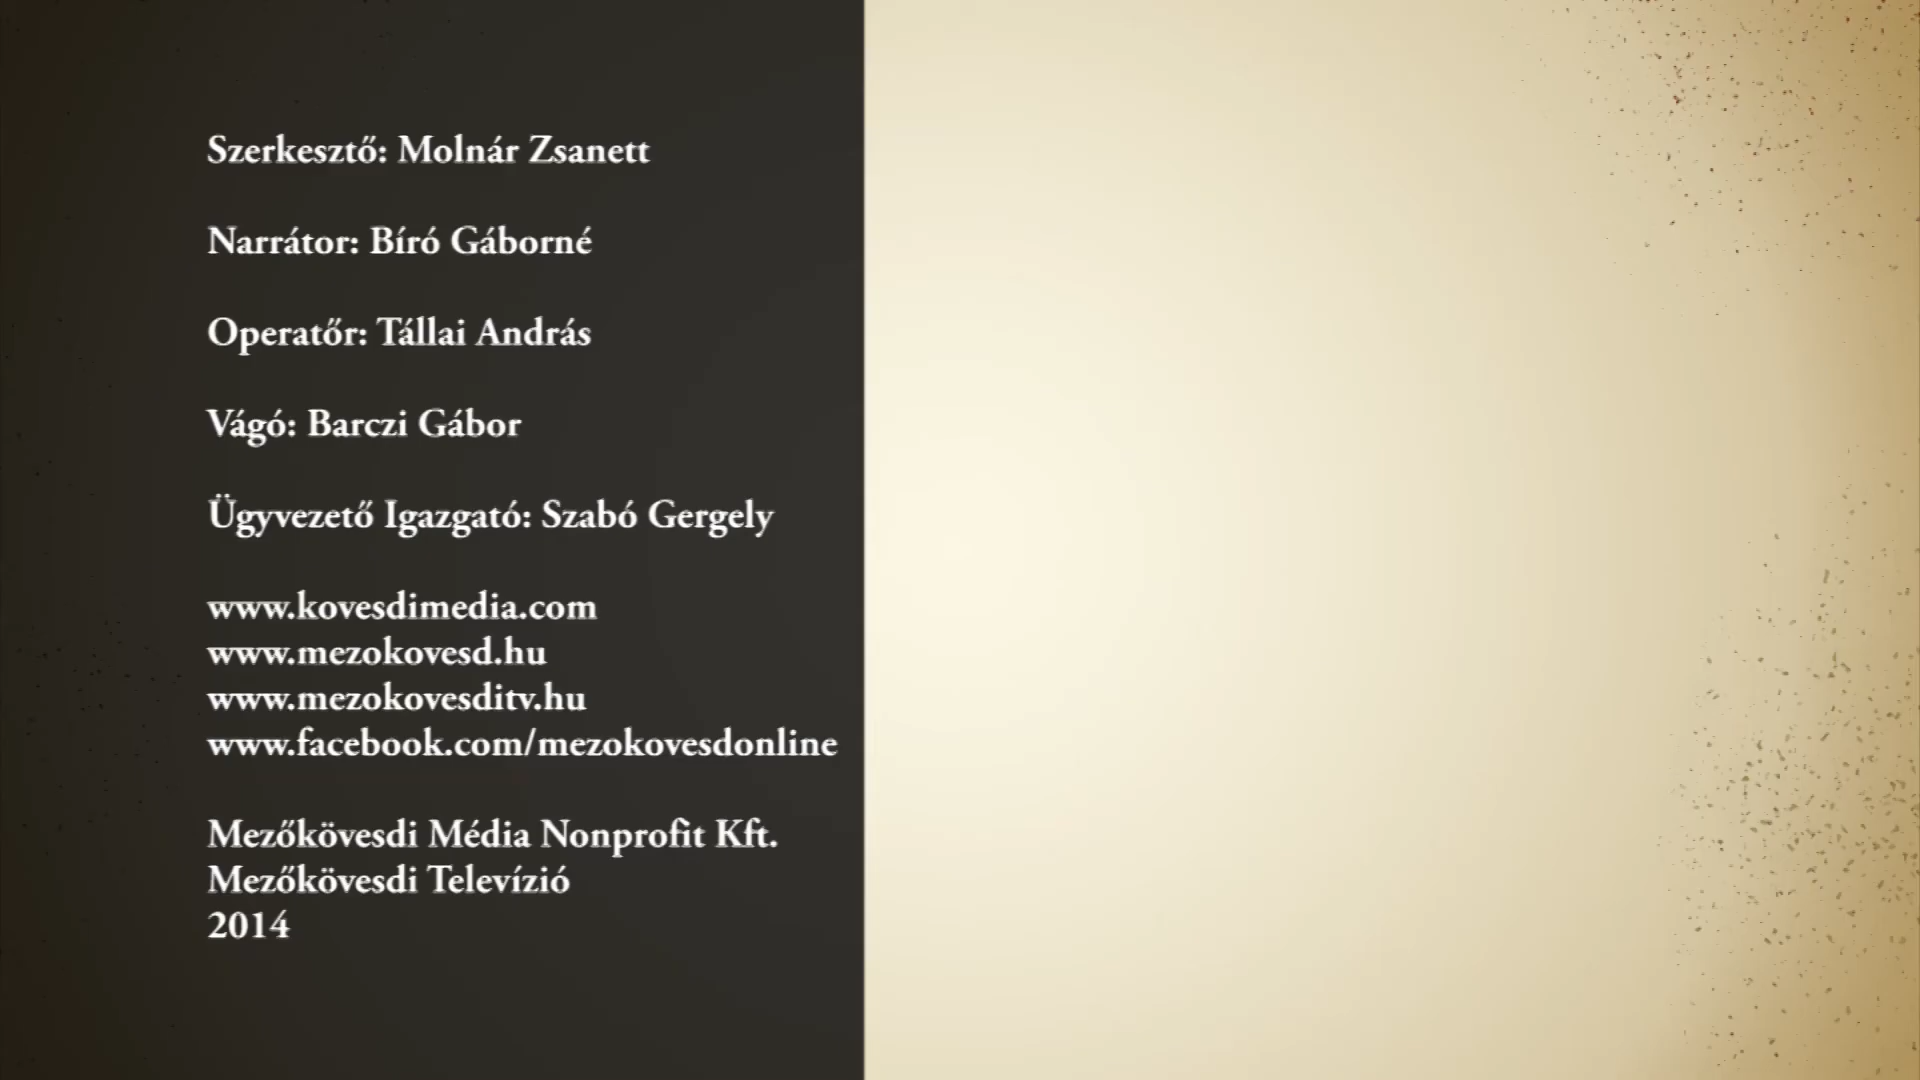 Szerkesztő: Molnár Zsanett
Narrátor: Bíró Gáborné
Operatőr: Tállai András
Vágó: Barczi Gábor
Ügyvezető Igazgató: Szabó Gergely
www.kovesdimedia.com
www.mezokovesd.hu
www.mezokovesditv.hu
www.facebook.com/mezokovesdonline
Mezőkövesdi Média Nonprofit Kft.
Mezőkövesdi Televízió
2014